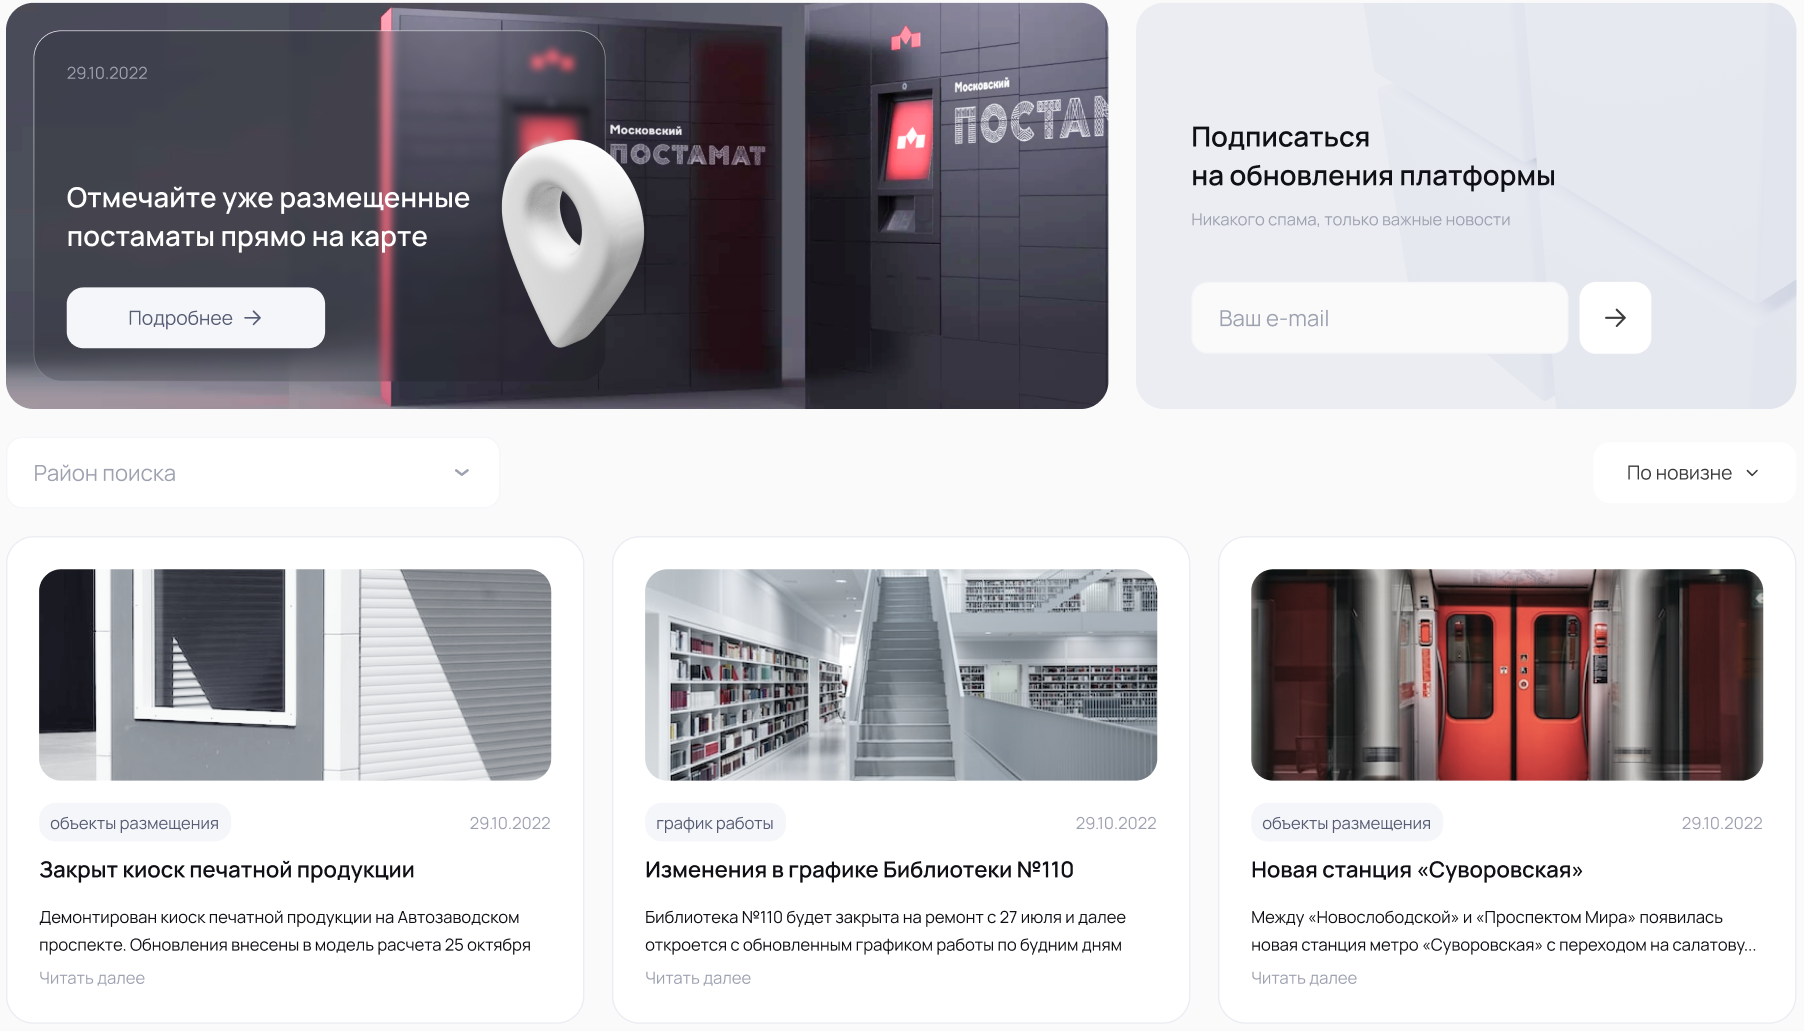 29.10.2022
Отмечайте уже размещенные
постаматы прямо на карте
Подробнее
Московский
ПОСТАМАТ
Московский
ПОСТАМ
Подписаться
на обновления платформы
Никакого спама, только важные новости
Ваш e-mail
Район поиска
По новизне
объекты размещения
29.10.2022
Закрыт киоск печатной продукции
Демонтирован киоск печатной продукции на Автозаводском
проспекте. Обновления внесены в модель расчета 25 октября
Читать далее
график работы
29.10.2022
Изменения в графике Библиотеки №110
Библиотека №110 будет закрыта на ремонт с 27 июля и далее
откроется с обновленным графиком работы по будним дням
Читать далее
объекты размещения
29.10.2022
Новая станция «Суворовская»
Между «Новослободской» и «Проспектом Мира» появилась
новая станция метро «Суворовская» с переходом на салатову...
Читать далее